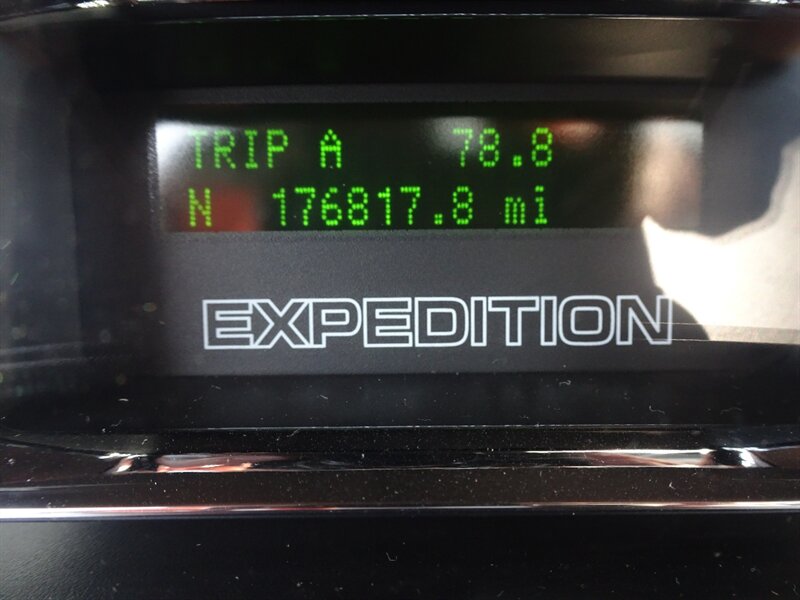 TRIP A 78.8
N 176817.8 mi
EXPEDITION